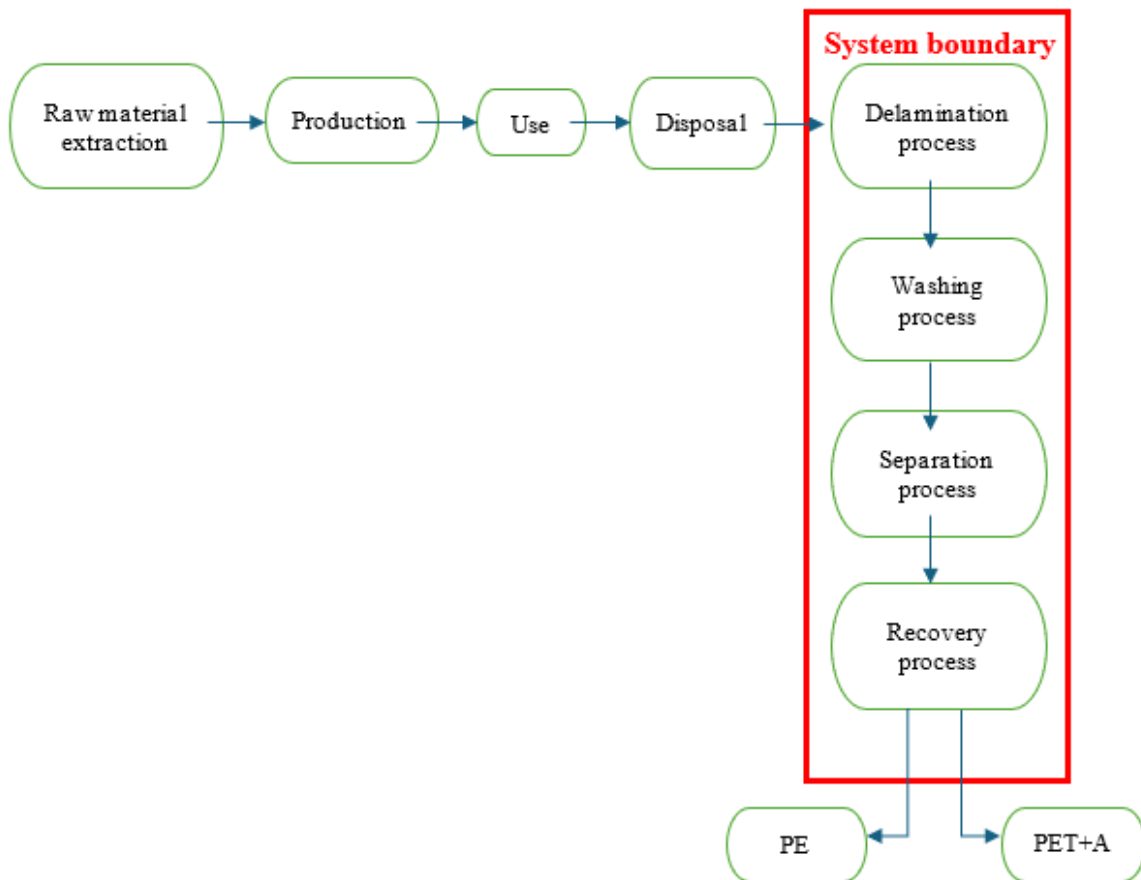 System boundary
Raw material
extraction
Production
Use
Disposal
Delamination
process
Washing
process
Separation
process
Recovery
process
PE
PET+A